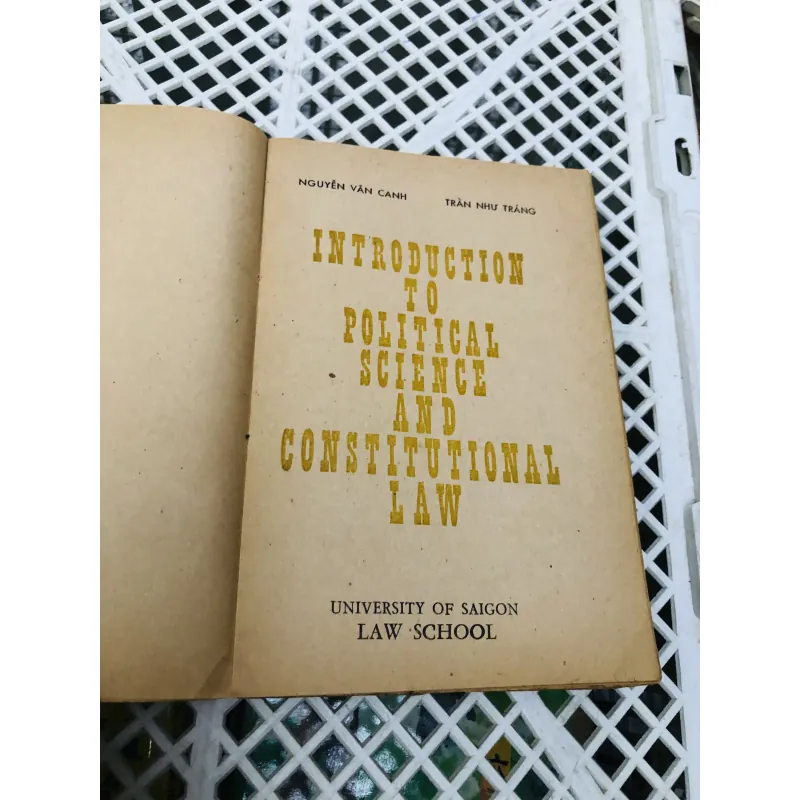 NGUYỄN VĂN CANH TRẦN NHƯ TRÁNG
INTRODUCTION
TO
POLITICAL
SCIENCE
AND
CONSTITUTIONAL
LAW
UNIVERSITY OF SAIGON
LAW SCHOOL